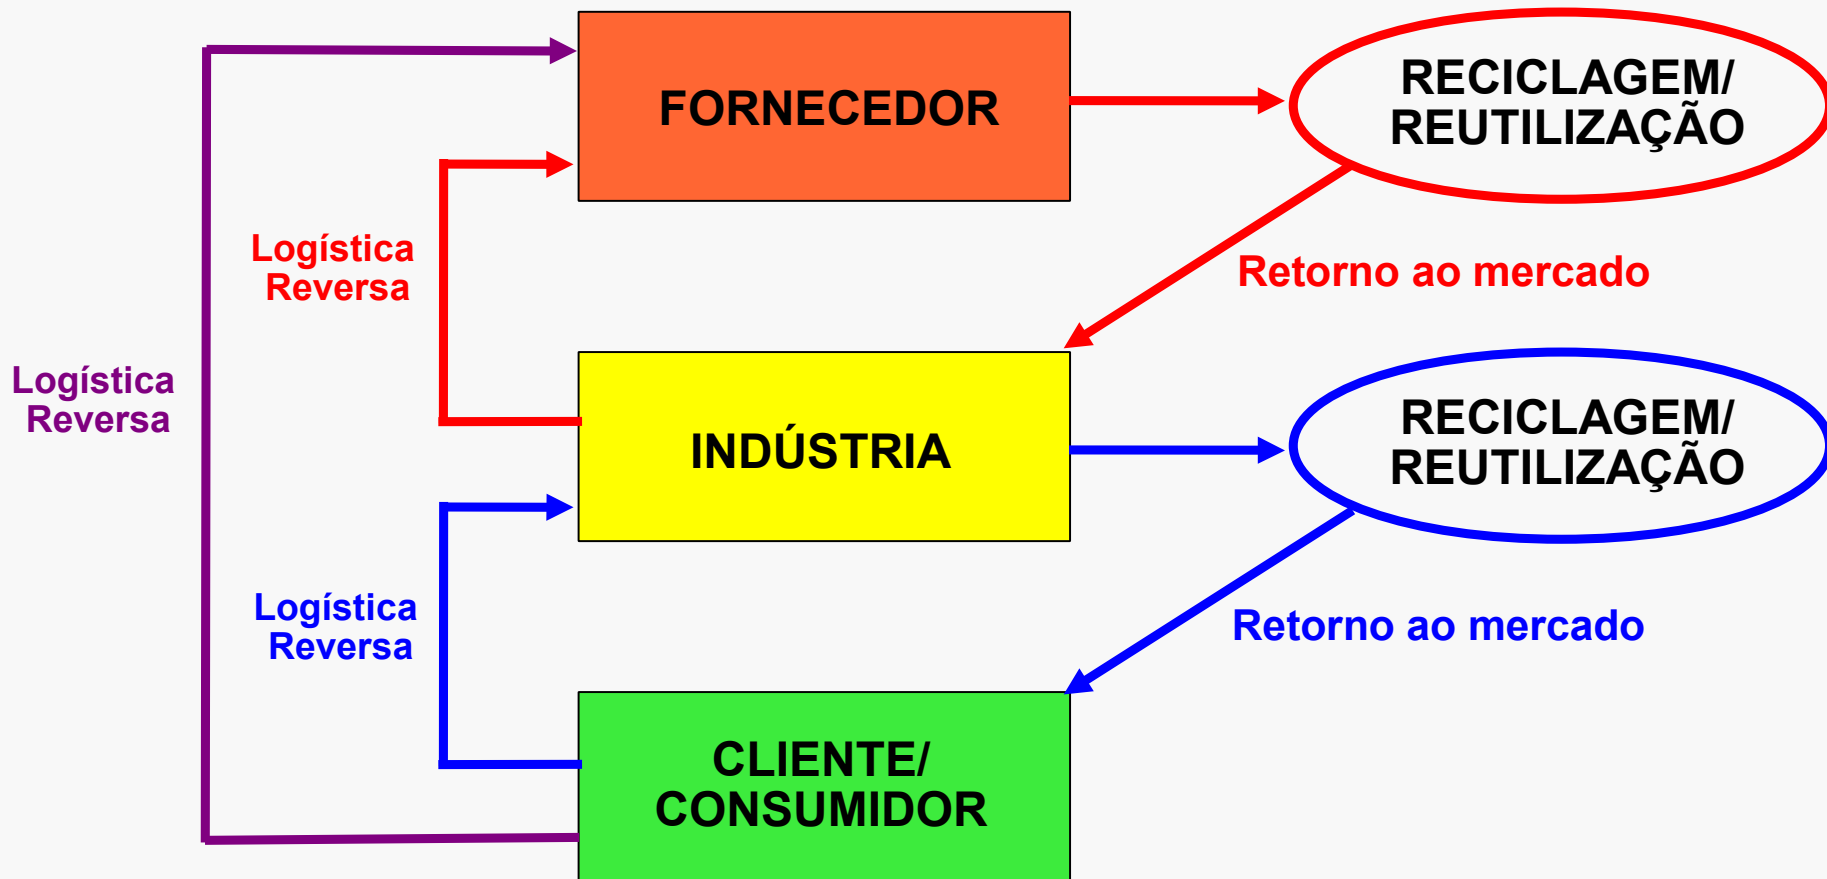 FORNECEDOR
RECICLAGEM/
REUTILIZAÇÃO
Logística
Reversa
Retorno ao mercado
Logística
Reversa
INDÚSTRIA
RECICLAGEM/
REUTILIZAÇÃO
Logística
Reversa
Retorno ao mercado
CLIENTE/
CONSUMIDOR